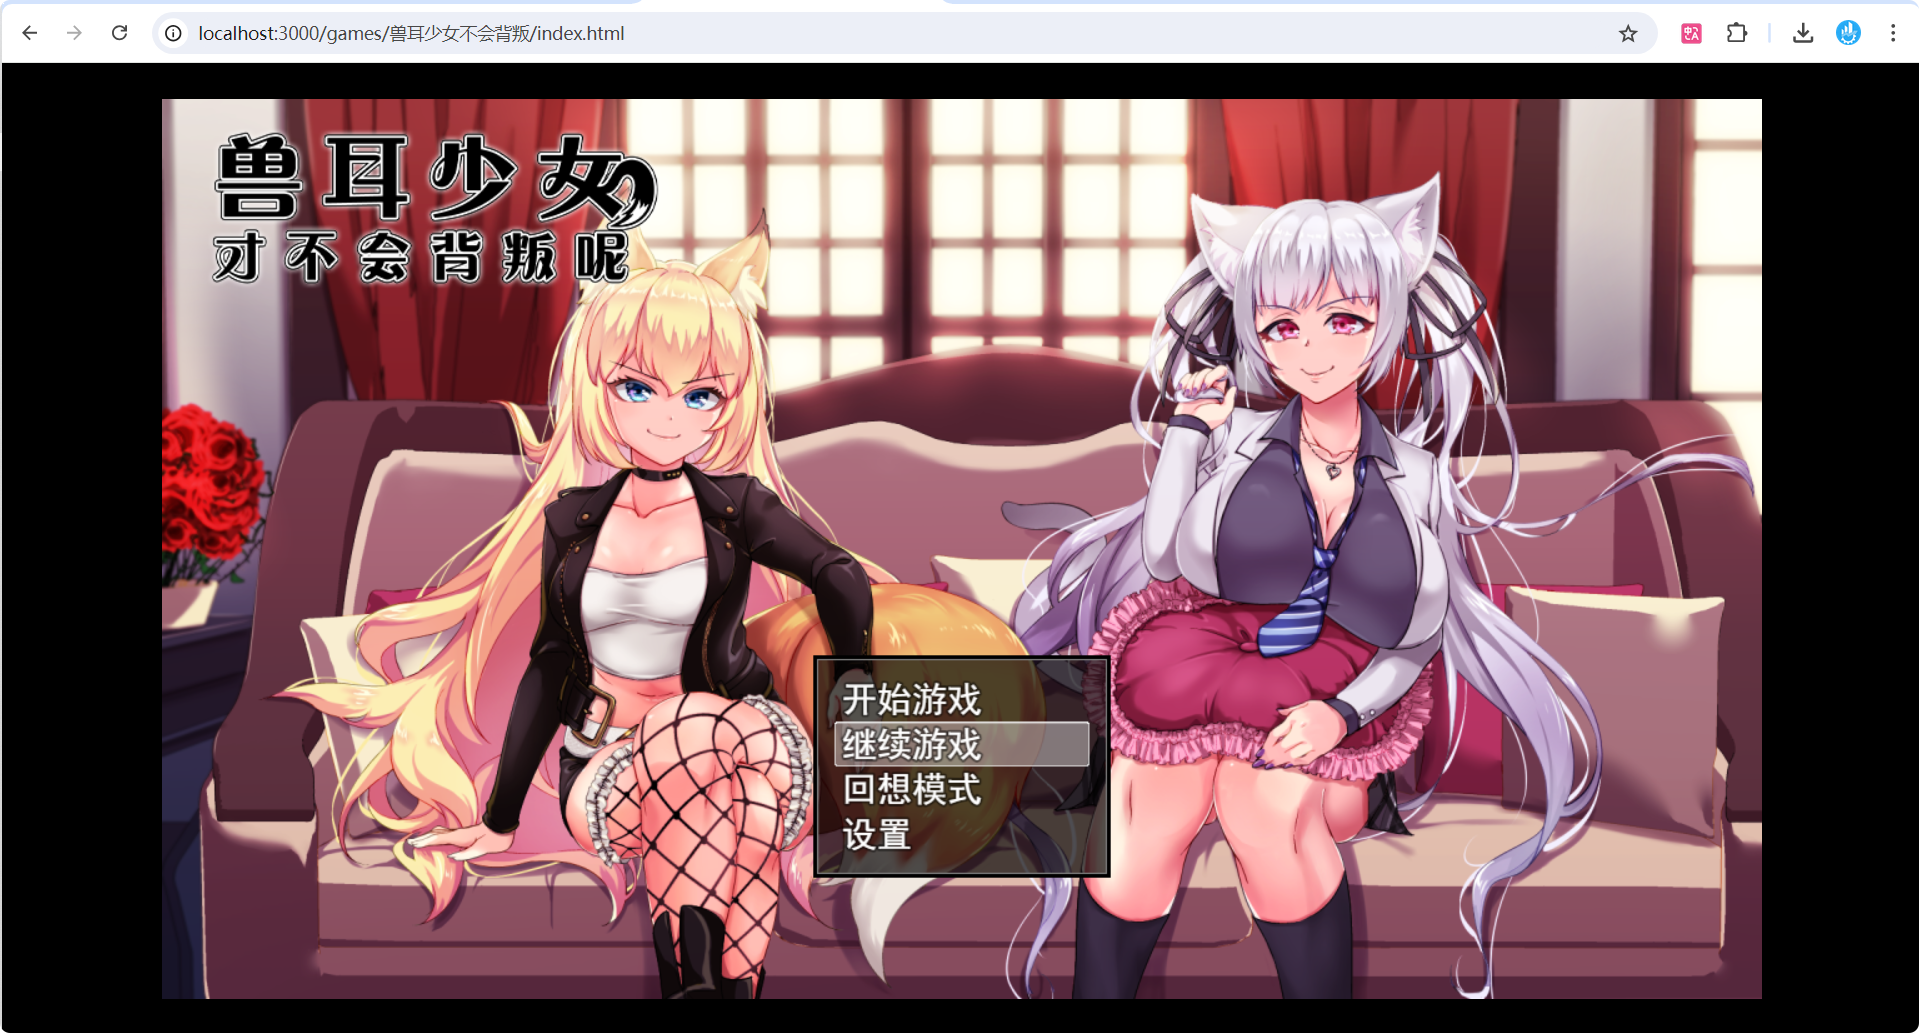 localhost:3000/games/兽耳少女不会背叛/index.html
兽耳少女
才不会背叛呢
开始游戏
继续游戏
回想模式
设置